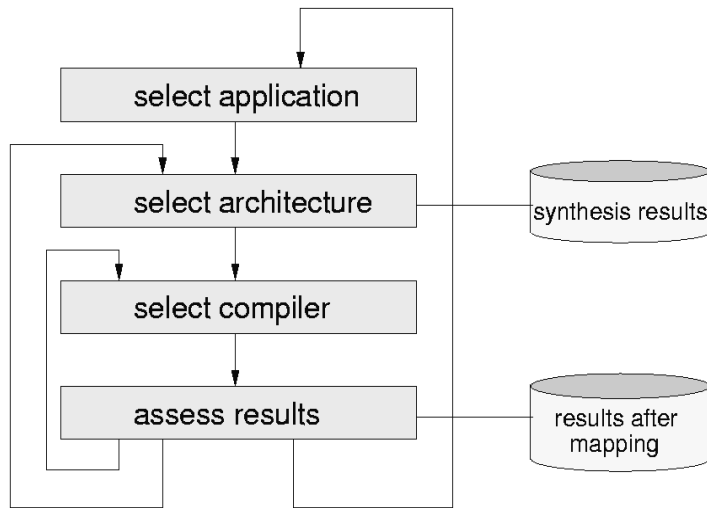 select application
select architecture
synthesis results
select compiler
assess results
results after
mapping